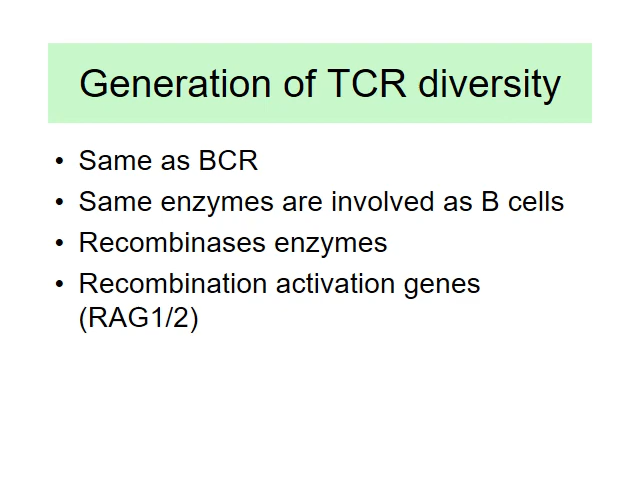 Generation of TCR diversity
• Same as BCR
• Same enzymes are involved as B cells
• Recombinases enzymes
• Recombination activation genes
(RAG1/2)